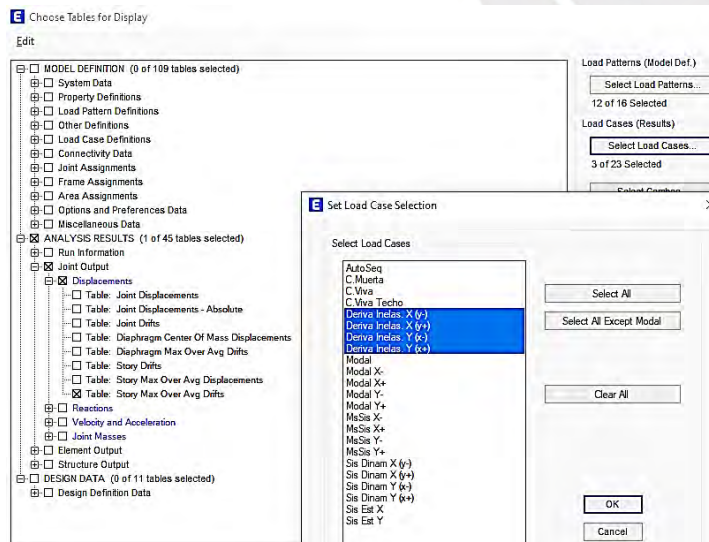 Choose Tables for Display
Edit
MODEL DEFINITION (0 of 109 tables selected)
System Data
Property Definitions
Load Pattern Definitions
Other Definitions
Load Case Definitions
Connectivity Data
Joint Assignments
Frame Assignments
Area Assignments
Options and Preferences Data
Miscellaneous Data
ANALYSIS RESULTS (1 of 45 tables selected)
Run Information
Joint Output
Displacements
Table: Joint Displacements
Table: Joint Displacements - Absolute
Table: Joint Drifts
Table: Diaphragm Center Of Mass Displacements
Table: Diaphragm Max Over Avg Drifts
Table: Story Drifts
Table: Story Max Over Avg Displacements
Table: Story Max Over Avg Drifts
Reactions
Velocity and Acceleration
Joint Masses
Element Output
Structure Output
DESIGN DATA (0 of 11 tables selected)
Design Definition Data
Load Patterns (Model Def.)
Select Load Patterns...
12 of 16 Selected
Load Cases (Results)
Select Load Cases...
3 of 23 Selected
Set Load Case Selection
Select Load Cases
AutoSeq
C.Muerta
C.Viva
C.Viva Techo
Deriva Inelas. X (y-)
Deriva Inelas. X (y+)
Deriva Inelas. Y (x-)
Deriva Inelas. Y (x+)
Modal
Modal X-
Modal X+
Modal Y-
Modal Y+
MsSis X-
MsSis X+
MsSis Y-
MsSis Y+
Sis Dinam X (y-)
Sis Dinam X (y+)
Sis Dinam Y (x-)
Sis Dinam Y (x+)
Sis Est X
Sis Est Y
Select All
Select All Except Modal
Clear All
OK
Cancel